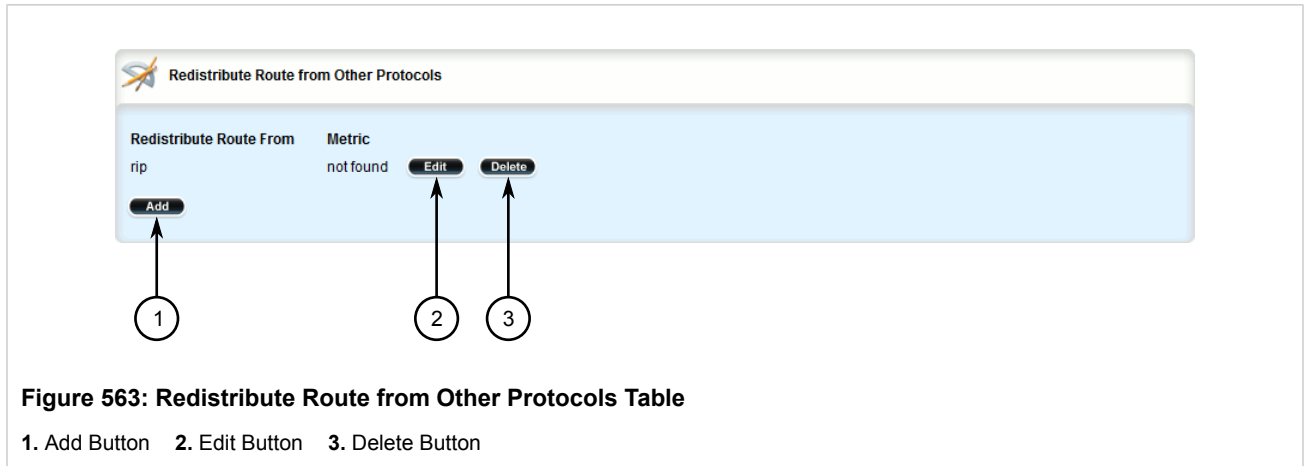 Redistribute Route from Other Protocols
Redistribute Route From Metric
rip not found Edit Delete
Add
1 2 3
Figure 563: Redistribute Route from Other Protocols Table
1. Add Button 2. Edit Button 3. Delete Button